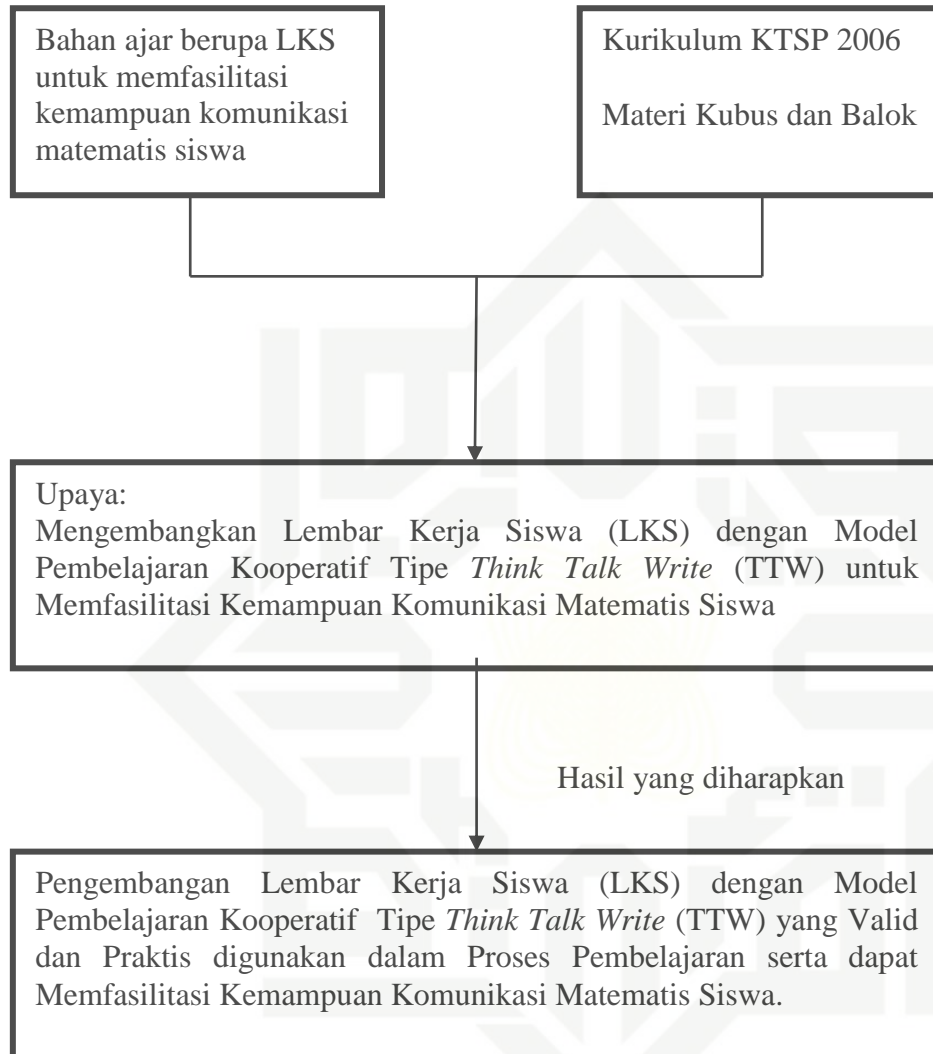 Bahan ajar berupa LKS
untuk memfasilitasi
kemampuan komunikasi
matematis siswa
Kurikulum KTSP 2006
Materi Kubus dan Balok
Upaya:
Mengembangkan Lembar Kerja Siswa (LKS) dengan Model
Pembelajaran Kooperatif Tipe Think Talk Write (TTW) untuk
Memfasilitasi Kemampuan Komunikasi Matematis Siswa
Hasil yang diharapkan
Pengembangan Lembar Kerja Siswa (LKS) dengan Model
Pembelajaran Kooperatif Tipe Think Talk Write (TTW) yang Valid
dan Praktis digunakan dalam Proses Pembelajaran serta dapat
Memfasilitasi Kemampuan Komunikasi Matematis Siswa.